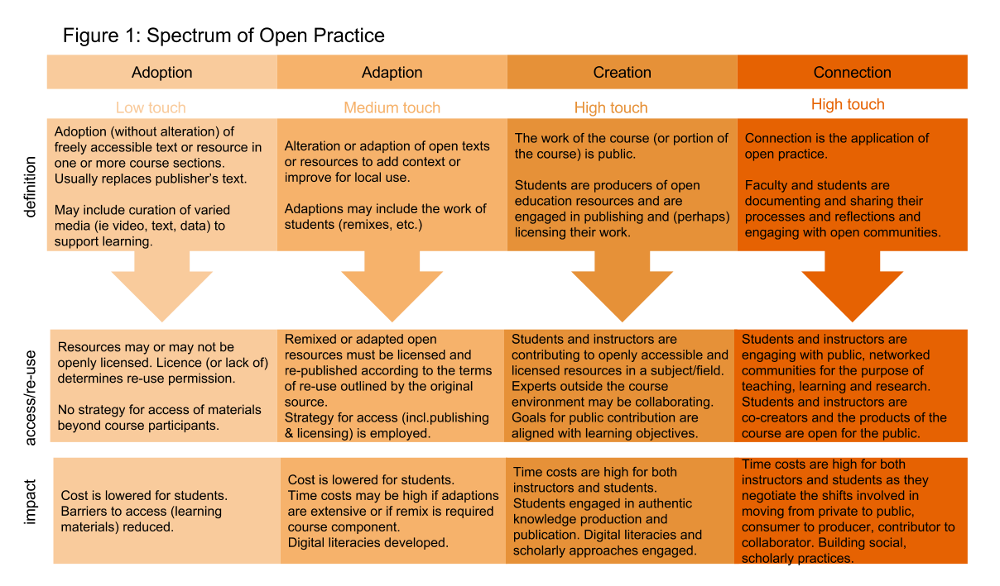 Figure 1: Spectrum of Open Practice
Adoption
Adaption
Creation
Connection
Low touch
Medium touch
High touch
High touch
definition
Adoption (without alteration) of
freely accessible text or resource in
one or more course sections.
Usually replaces publisher's text.
May include curation of varied
media (ie video, text, data) to
support learning.
Alteration or adaption of open texts
or resources to add context or
improve for local use.
Adaptions may include the work of
students (remixes, etc.)
The work of the course (or portion of
the course) is public.
Students are producers of open
education resources and are
engaged in publishing and (perhaps)
licensing their work.
Connection is the application of
open practice.
Faculty and students are
documenting and sharing their
processes and reflections and
engaging with open communities.
access/re-use
Resources may or may not be
openly licensed. Licence (or lack of)
determines re-use permission.
No strategy for access of materials
beyond course participants.
Remixed or adapted open
resources must be licensed and
re-published according to the terms
of re-use outlined by the original
source.
Strategy for access (incl.publishing
& licensing) is employed.
Students and instructors are
contributing to openly accessible and
licensed resources in a subject/field.
Experts outside the course
environment may be collaborating.
Goals for public contribution are
aligned with learning objectives.
Students and instructors are
engaging with public, networked
communities for the purpose of
teaching, learning and research.
Students and instructors are
co-creators and the products of the
course are open for the public.
impact
Cost is lowered for students.
Barriers to access (learning
materials) reduced.
Cost is lowered for students.
Time costs may be high if adaptions
are extensive or if remix is required
course component.
Digital literacies developed.
Time costs are high for both
instructors and students.
Students engaged in authentic
knowledge production and
publication. Digital literacies and
scholarly approaches engaged.
Time costs are high for both
instructors and students as they
negotiate the shifts involved in
moving from private to public,
consumer to producer, contributor to
collaborator. Building social,
scholarly practices.